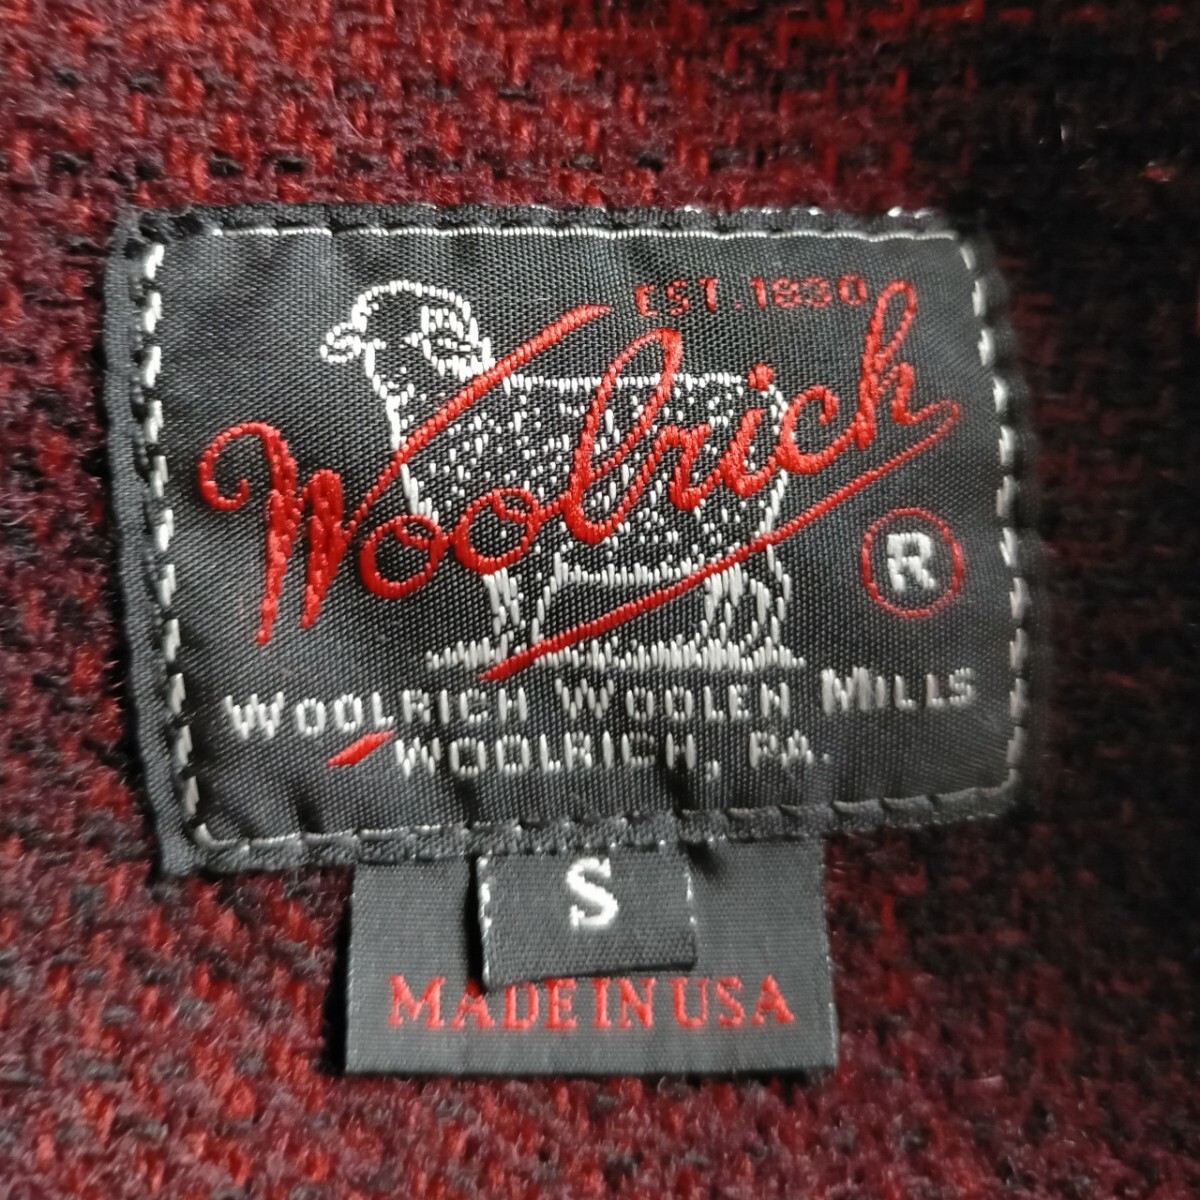 EST. 1830
Woolrich
R
WOOLRICH WOOLEN MILLS
WOOLRICH, PA.
S
MADE IN USA